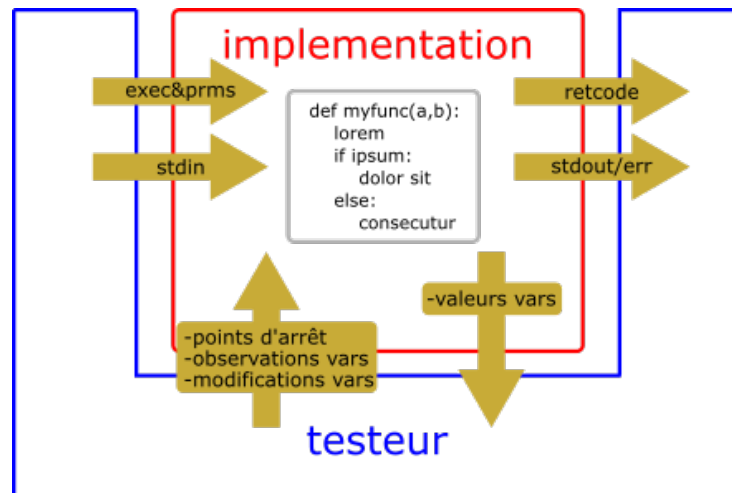 implementation
exec&prms
retcode
stdin
stdout/err
def myfunc(a,b):
lorem
if ipsum:
dolor sit
else:
consecutur
-points d'arrêt
-observations vars
-modifications vars
-valeurs vars
testeur